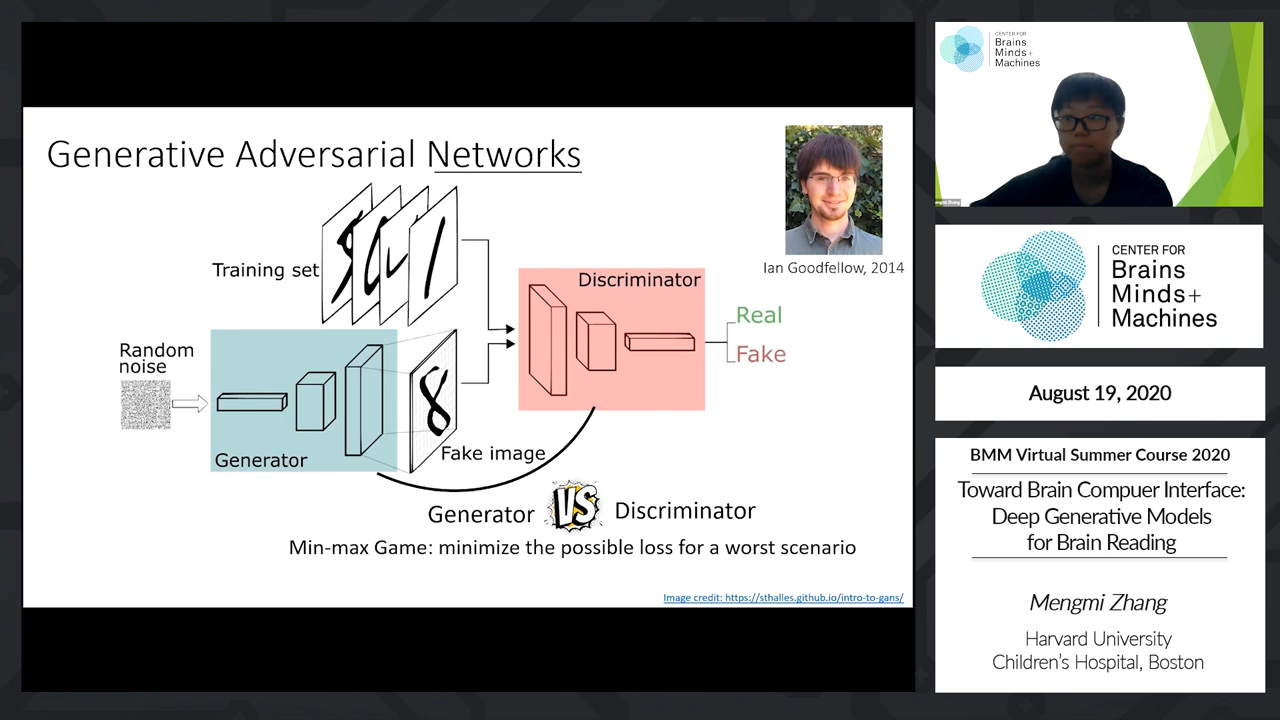 Generative Adversarial Networks
Ian Goodfellow, 2014
Training set
Discriminator
Real
Fake
Random
noise
8
Generator
Fake image
Generator
VS
Discriminator
Min-max Game: minimize the possible loss for a worst scenario
Image credit: https://sthalles.github.io/intro-to-gans/
CENTER FOR
Brains
Minds+
Machines
CENTER FOR
Brains
Minds+
Machines
August 19, 2020
BMM Virtual Summer Course 2020
Toward Brain Compuer Interface:
Deep Generative Models
for Brain Reading
Mengmi Zhang
Harvard University
Children's Hospital, Boston